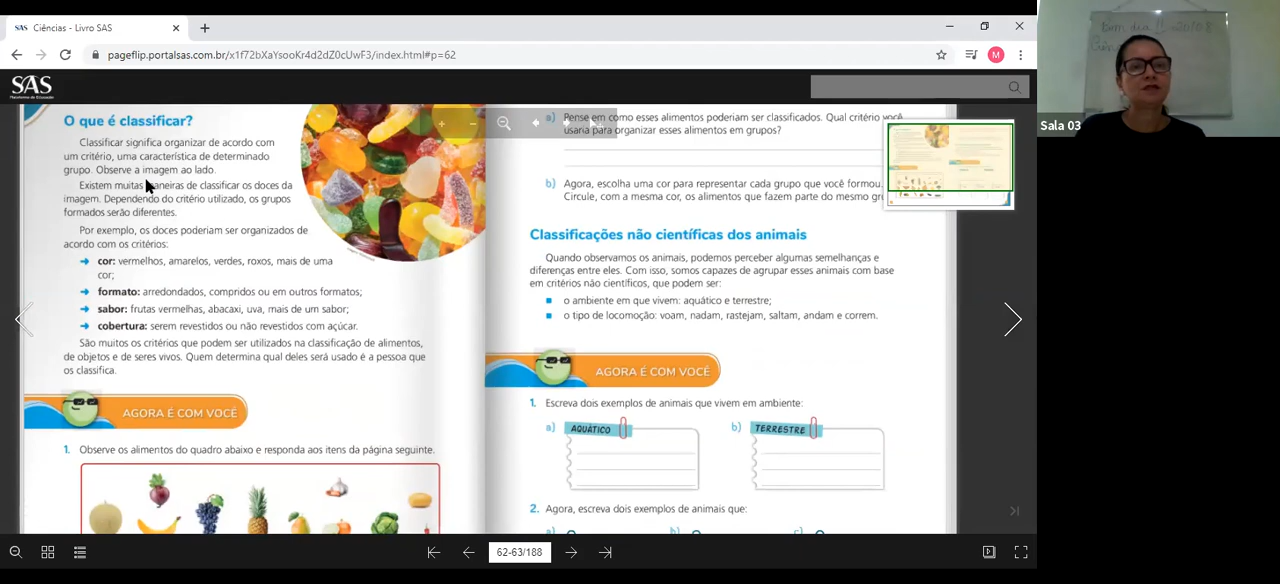 SAS
Ciências - Livro SAS
pageflip.portalsas.com.br/x1f72bXaYsooKr4d2dZ0cUwF3/index.html#p=62
M
SAS
O que é classificar?
Classificar significa organizar de acordo com
um critério, uma característica de determinado
grupo. Observe a imagem ao lado.
Existem muitas maneiras de classificar os doces da
imagem. Dependendo do critério utilizado, os grupos
formados serão diferentes.
Por exemplo, os doces poderiam ser organizados de
acordo com os critérios:
cor: vermelhos, amarelos, verdes, roxos, mais de uma
cor;
formato: arredondados, compridos ou em outros formatos;
sabor: frutas vermelhas, abacaxi, uva, mais de um sabor;
cobertura: serem revestidos ou não revestidos com açúcar.
São muitos os critérios que podem ser utilizados na classificação de alimentos,
de objetos e de seres vivos. Quem determina qual deles será usado é a pessoa que
os classifica.
AGORA É COM VOCÊ
1. Observe os alimentos do quadro abaixo e responda aos itens da página seguinte.
a) Pense em como esses alimentos poderiam ser classificados. Qual critério você
usaria para organizar esses alimentos em grupos?
b) Agora, escolha uma cor para representar cada grupo que você formou.
Circule, com a mesma cor, os alimentos que fazem parte do mesmo
Classificações não científicas dos animais
Quando observamos os animais, podemos perceber algumas semelhanças e
diferenças entre eles. Com isso, somos capazes de agrupar esses animais com base
em critérios não científicos, que podem ser:
o ambiente em que vivem: aquático e terrestre;
o tipo de locomoção: voam, nadam, rastejam, saltam, andam e correm.
AGORA É COM VOCÊ
1. Escreva dois exemplos de animais que vivem em ambiente:
a) AQUÁTICO
b) TERRESTRE
2. Agora, escreva dois exemplos de animais que:
a) b) c)
62-63/188
Bom dia!! 20/08
Sala 03